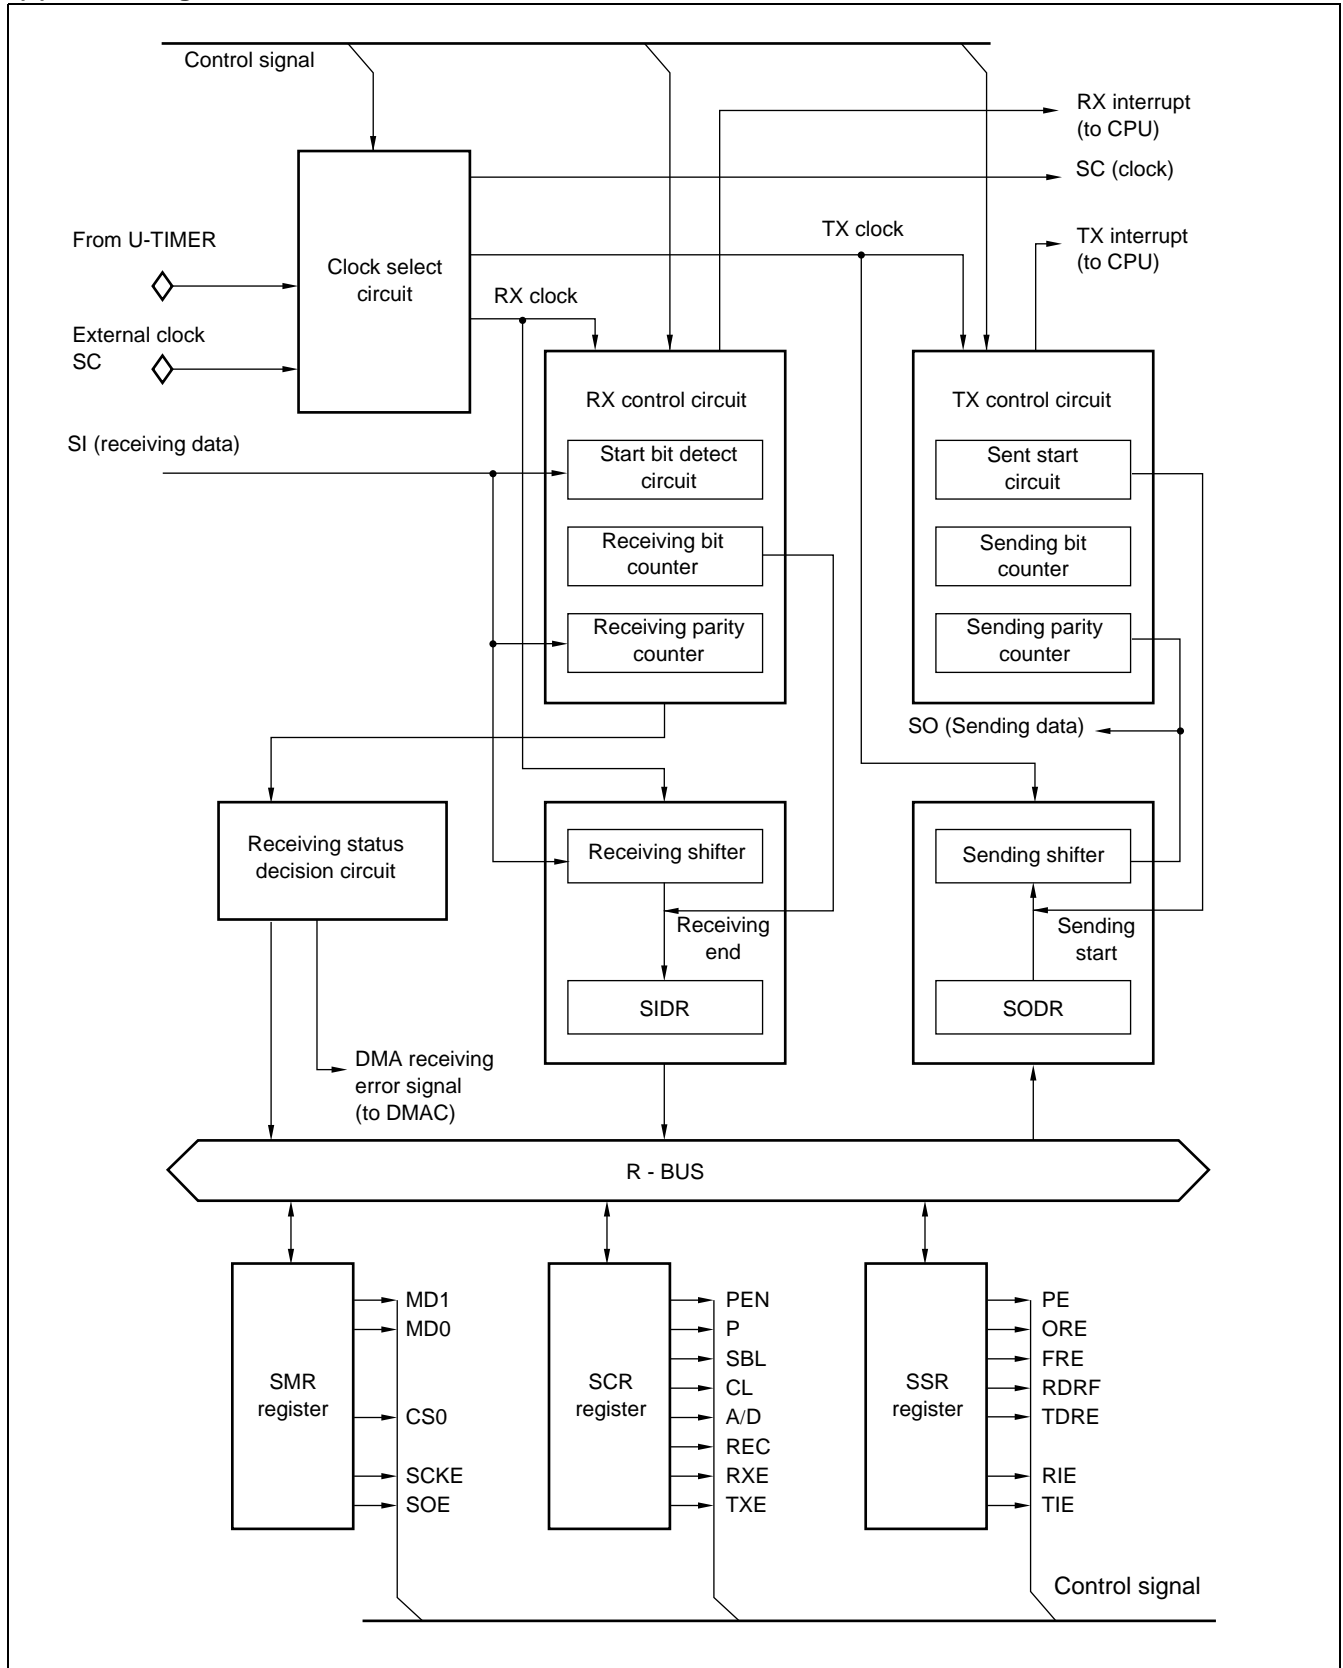 Control signal
RX interrupt
(to CPU)
SC (clock)
From U-TIMER
TX clock
TX interrupt
(to CPU)
Clock select
circuit
RX clock
External clock
SC
RX control circuit
TX control circuit
SI (receiving data)
Start bit detect
circuit
Sent start
circuit
Receiving bit
counter
Sending bit
counter
Receiving parity
counter
Sending parity
counter
SO (Sending data)
Receiving status
decision circuit
Receiving shifter
Sending shifter
Receiving
end
Sending
start
SIDR
SODR
DMA receiving
error signal
(to DMAC)
R - BUS
SMR
register
MD1
MD0
CS0
SCKE
SOE
SCR
register
PEN
P
SBL
CL
A/D
REC
RXE
TXE
SSR
register
PE
ORE
FRE
RDRF
TDRE
RIE
TIE
Control signal